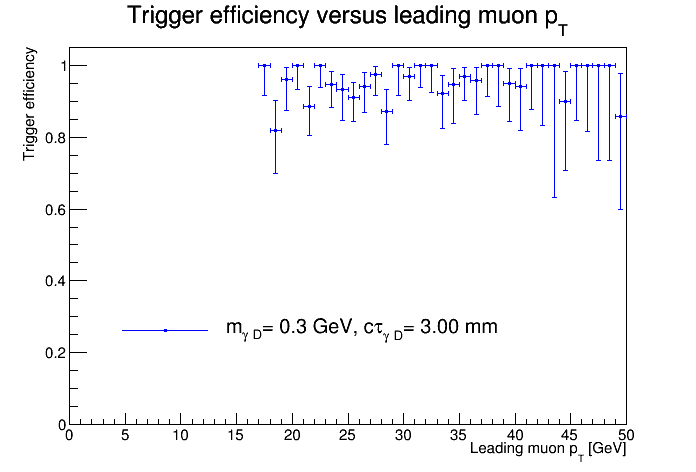 Trigger efficiency versus leading muon p_T
Trigger efficiency
1
0.8
0.6
0.4
0.2
0
m_γ D= 0.3 GeV, cτ_γ D= 3.00 mm
0 5 10 15 20 25 30 35 40 45 50
Leading muon p_T [GeV]